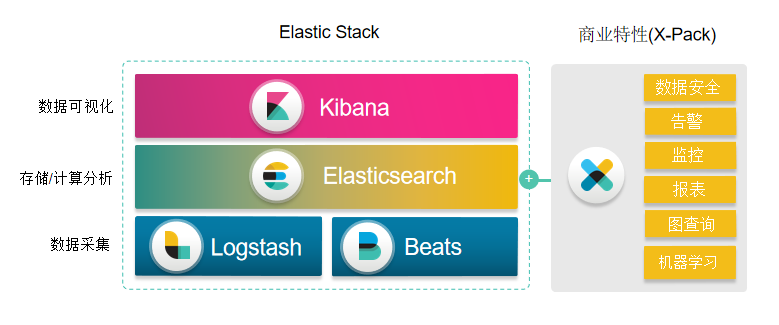 Elastic Stack
商业特性(X-Pack)
数据可视化
Kibana
存储/计算分析
Elasticsearch
数据采集
Logstash
Beats
+
数据安全
告警
监控
报表
图查询
机器学习